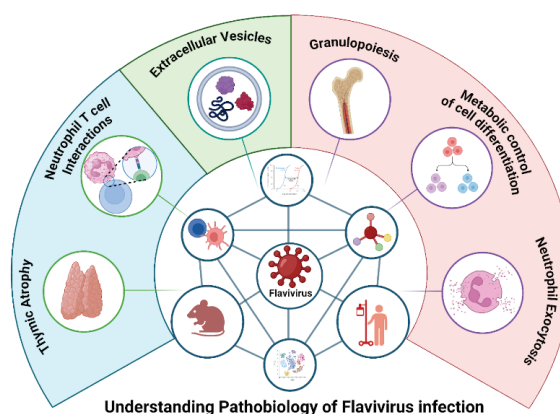 Thymic Atrophy
Neutrophil T cell
Interactions
Extracellular Vesicles
Granulopoiesis
Metabolic control
of cell differentiation
Neutrophil Exocytosis
Flavivirus
Understanding Pathobiology of Flavivirus infection